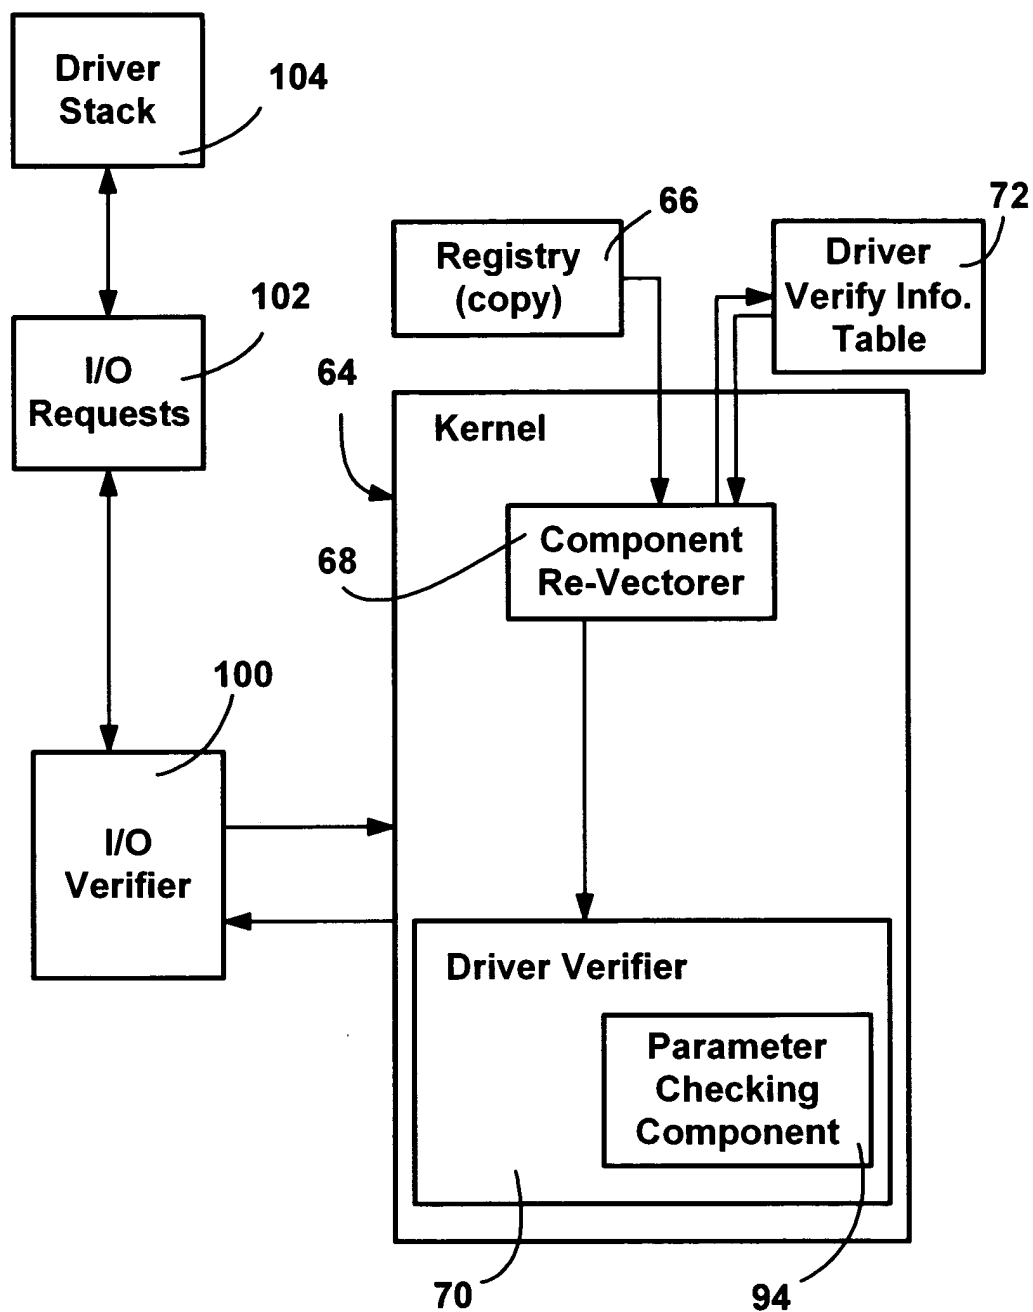 Driver
Stack
104
66
72
Registry
(copy)
Driver
Verify Info.
Table
102
I/O
Requests
64
Kernel
68
Component
Re-Vectorer
100
I/O
Verifier
Driver Verifier
Parameter
Checking
Component
70
94